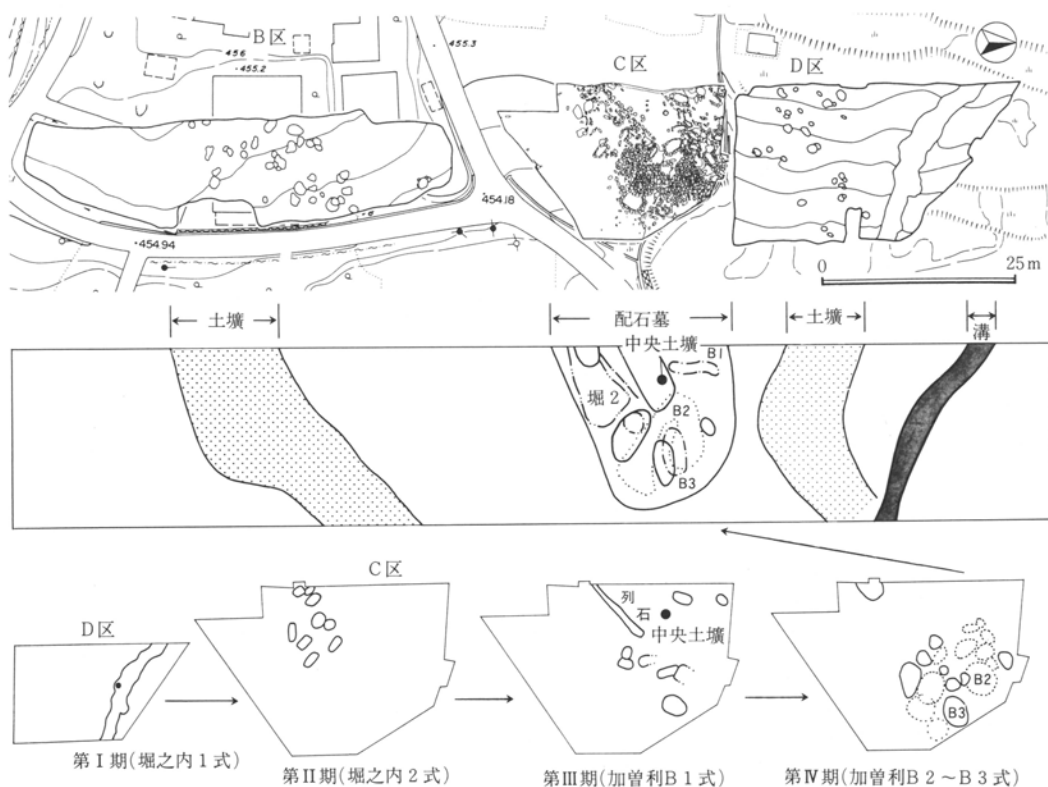 B区
456
455.2
455.3
C区
D区
454.18
454.94
0
25m
土壙
配石墓
土壙
溝
中央土壙
B1
堀2
B2
B3
C区
D区
列
石
中央土壙
B2
B3
第Ⅰ期(堀之内1式)
第Ⅱ期(堀之内2式)
第Ⅲ期(加曽利B1式)
第Ⅳ期(加曽利B2～B3式)